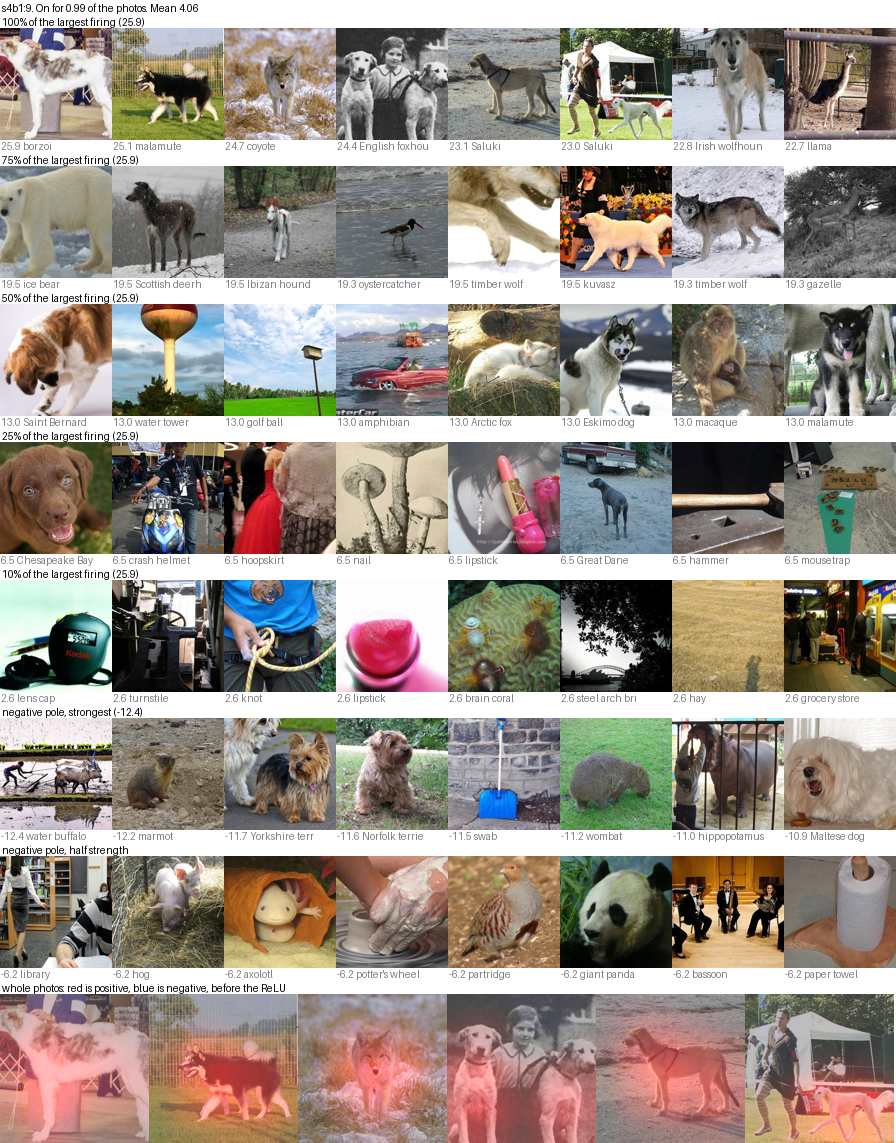 s4b1:9. On for 0.99 of the photos. Mean 4.06
100% of the largest firing (25.9)
25.9 borzoi
25.1 malamute
24.7 coyote
24.4 English foxhou
23.1 Saluki
23.0 Saluki
22.8 Irish wolfhoun
22.7 llama
75% of the largest firing (25.9)
19.5 ice bear
19.5 Scottish deerh
19.5 Ibizan hound
19.3 oystercatcher
19.5 timber wolf
19.5 kuvasz
19.3 timber wolf
19.3 gazelle
50% of the largest firing (25.9)
13.0 Saint Bernard
13.0 water tower
13.0 golf ball
13.0 amphibian
13.0 Arctic fox
13.0 Eskimo dog
13.0 macaque
13.0 malamute
25% of the largest firing (25.9)
HELLO
6.5 Chesapeake Bay
6.5 crash helmet
6.5 hoopskirt
6.5 nail
6.5 lipstick
6.5 Great Dane
6.5 hammer
6.5 mousetrap
10% of the largest firing (25.9)
Kodak
2.6 lens cap
2.6 turnstile
2.6 knot
2.6 lipstick
2.6 brain coral
2.6 steel arch bri
2.6 hay
2.6 grocery store
negative pole, strongest (-12.4)
-12.4 water buffalo
-12.2 marmot
-11.7 Yorkshire terr
-11.6 Norfolk terrie
-11.5 swab
-11.2 wombat
-11.0 hippopotamus
-10.9 Maltese dog
negative pole, half strength
-6.2 library
-6.2 hog
-6.2 axolotl
-6.2 potter's wheel
-6.2 partridge
-6.2 giant panda
-6.2 bassoon
-6.2 paper towel
whole photos: red is positive, blue is negative, before the ReLU